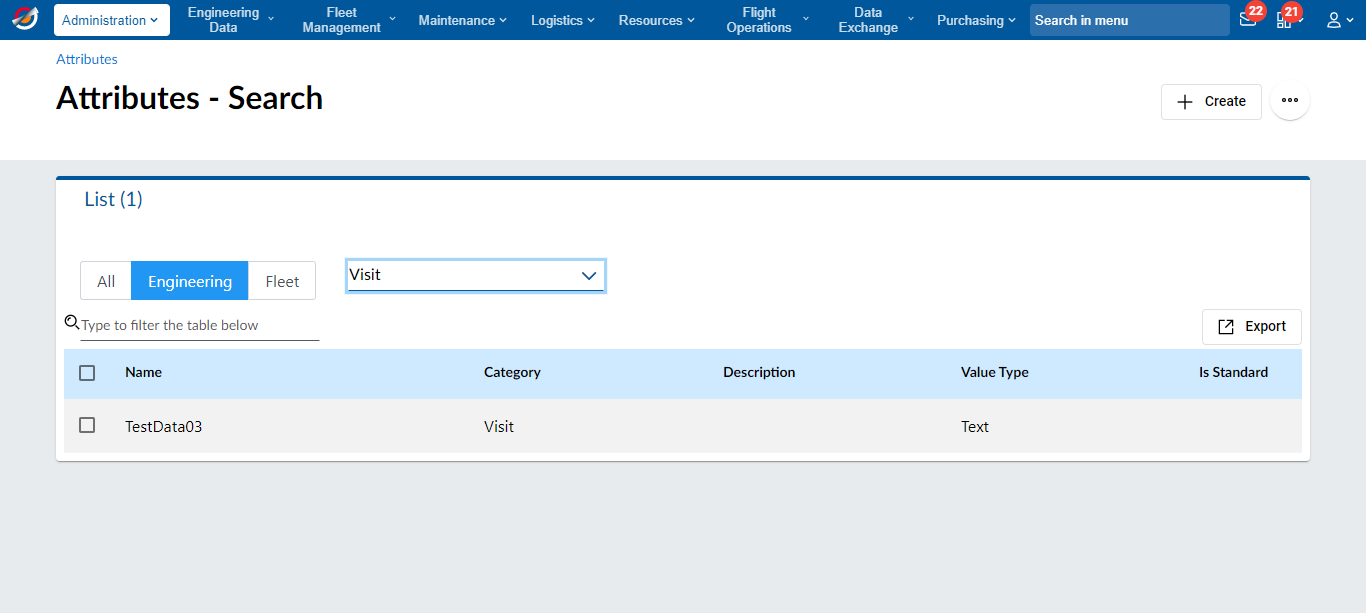 Administration
Engineering Data
Fleet Management
Maintenance
Logistics
Resources
Flight Operations
Data Exchange
Purchasing
Search in menu
22
21
Attributes
Attributes - Search
Create
List (1)
All Engineering Fleet
Visit
Type to filter the table below
Export
Name Category Description Value Type Is Standard
TestData03 Visit Text